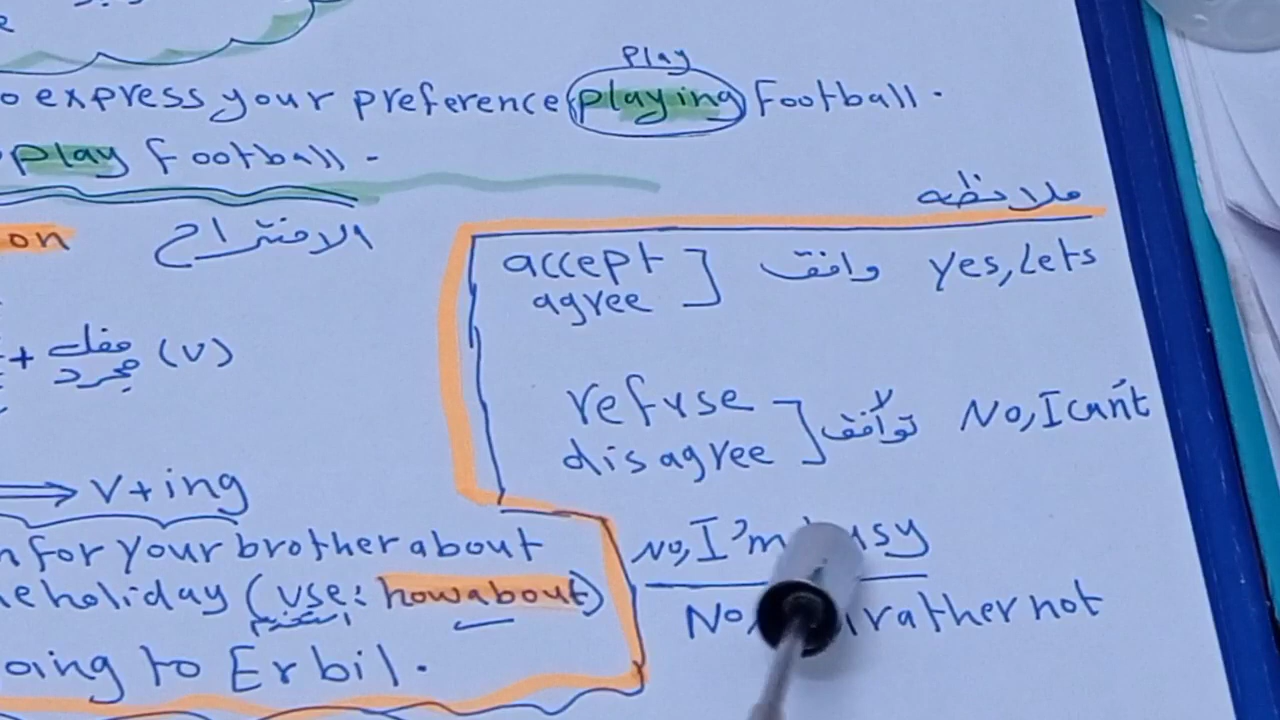 Play
o express your preference (playing) Football.
play football.
ملاحظه
on الاقتراح
accept
agree ] وافق yes, Lets
+ فعل مجرد (v)
refuse
disagree ] لا توافق No, I can't
⟹ v+ing
n for your brother about
No, I'm busy
e holiday (use: how about)
استخدم
No, rather not
oing to Erbil.